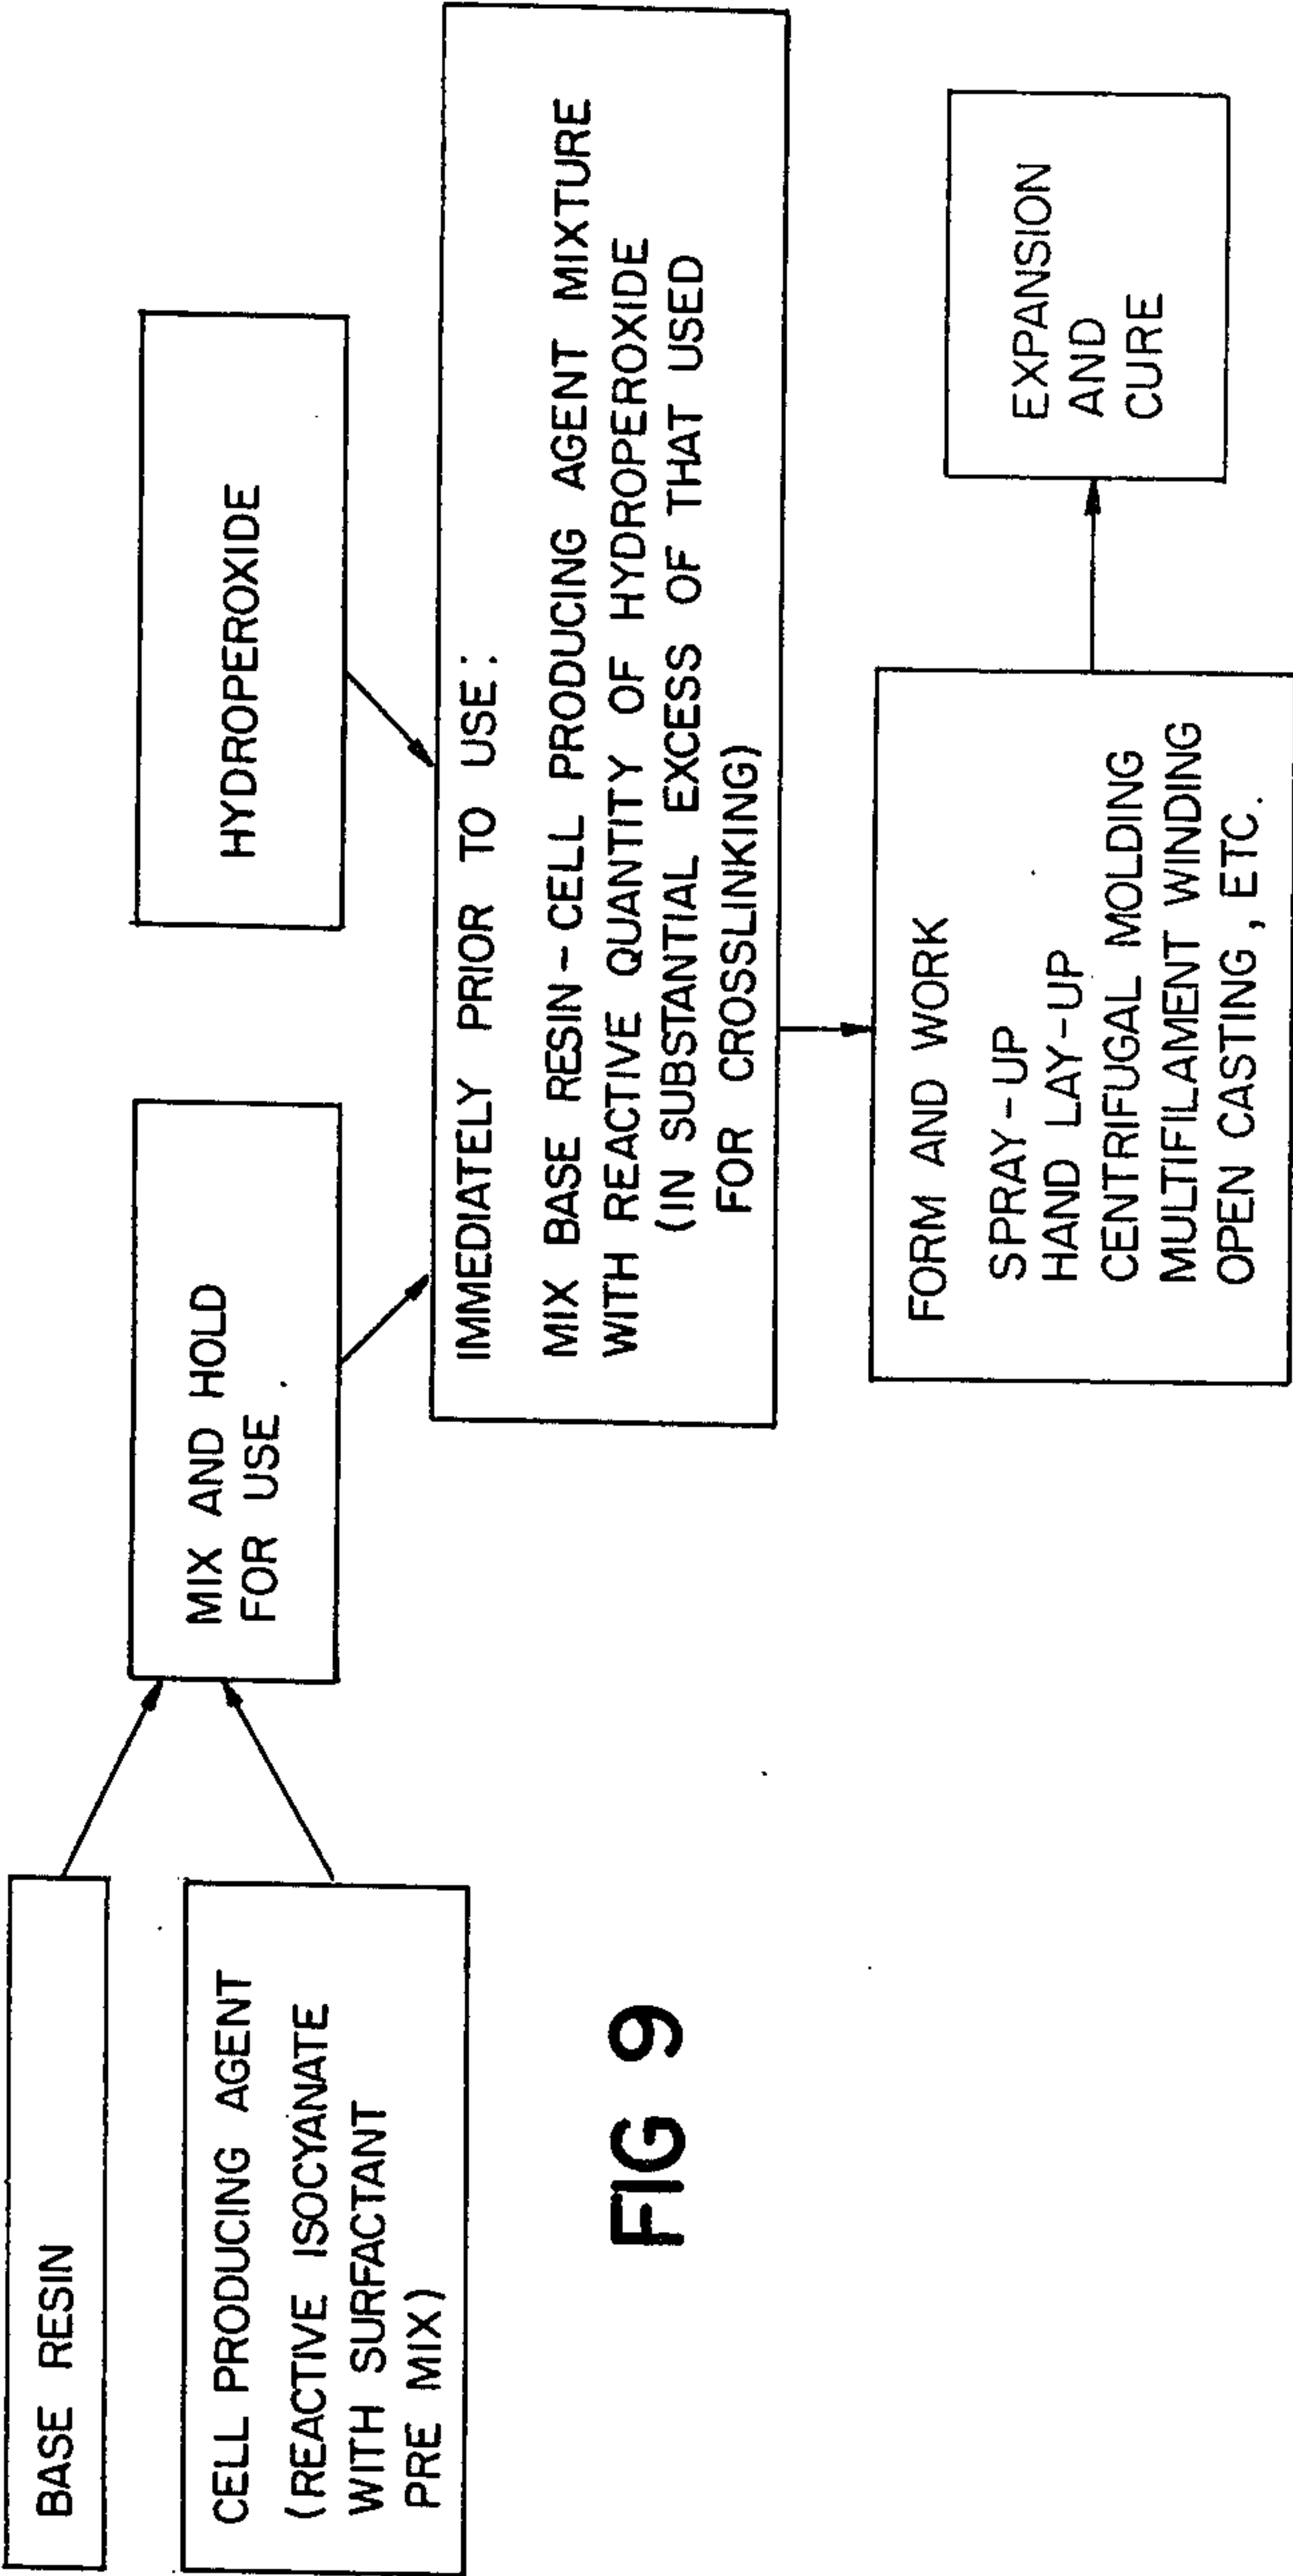 BASE RESIN
CELL PRODUCING AGENT
(REACTIVE ISOCYANATE
WITH SURFACTANT
PRE MIX)
MIX AND HOLD
FOR USE
HYDROPEROXIDE
IMMEDIATELY PRIOR TO USE:
MIX BASE RESIN-CELL PRODUCING AGENT MIXTURE
WITH REACTIVE QUANTITY OF HYDROPEROXIDE
(IN SUBSTANTIAL EXCESS OF THAT USED
FOR CROSSLINKING)
FORM AND WORK
SPRAY-UP
HAND LAY-UP
CENTRIFUGAL MOLDING
MULTIFILAMENT WINDING
OPEN CASTING, ETC.
EXPANSION
AND
CURE
FIG 9